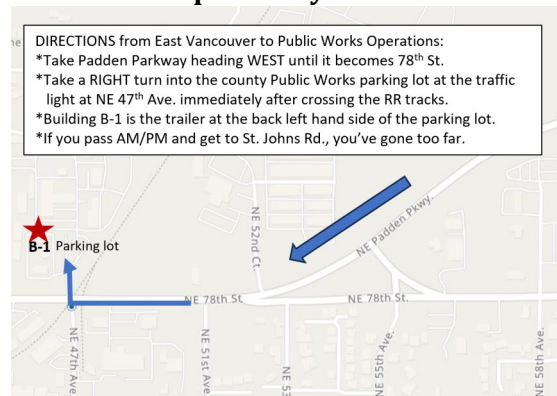 DIRECTIONS from East Vancouver to Public Works Operations:
*Take Padden Parkway heading WEST until it becomes 78th St.
*Take a RIGHT turn into the county Public Works parking lot at the traffic
light at NE 47th Ave. immediately after crossing the RR tracks.
*Building B-1 is the trailer at the back left hand side of the parking lot.
*If you pass AM/PM and get to St. Johns Rd., you've gone too far.
NE 52nd Ct.
NE Padden Pkwy.
B-1 Parking lot
NE 78th St.
NE 78th St.
NE 47th Ave.
NE 51st Ave.
NE 53
NE 55th Ave.
NE 58th Ave.